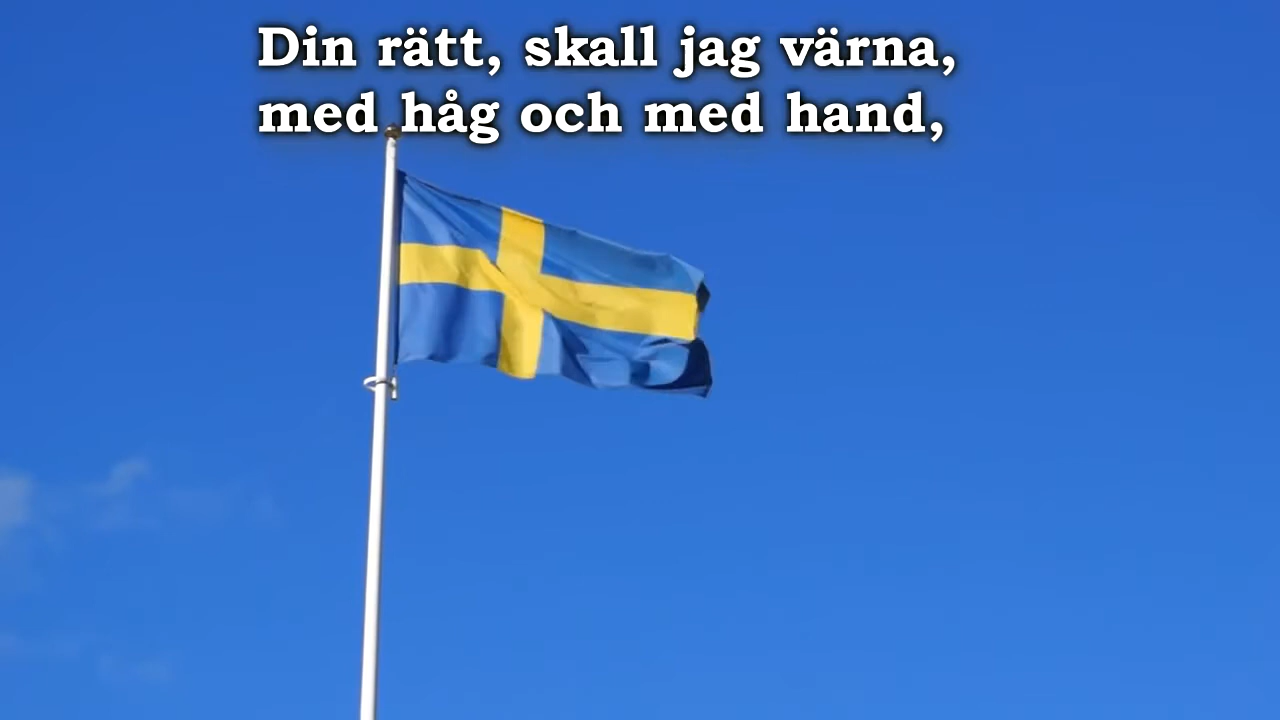 Din rätt, skall jag värna,
med håg och med hand,